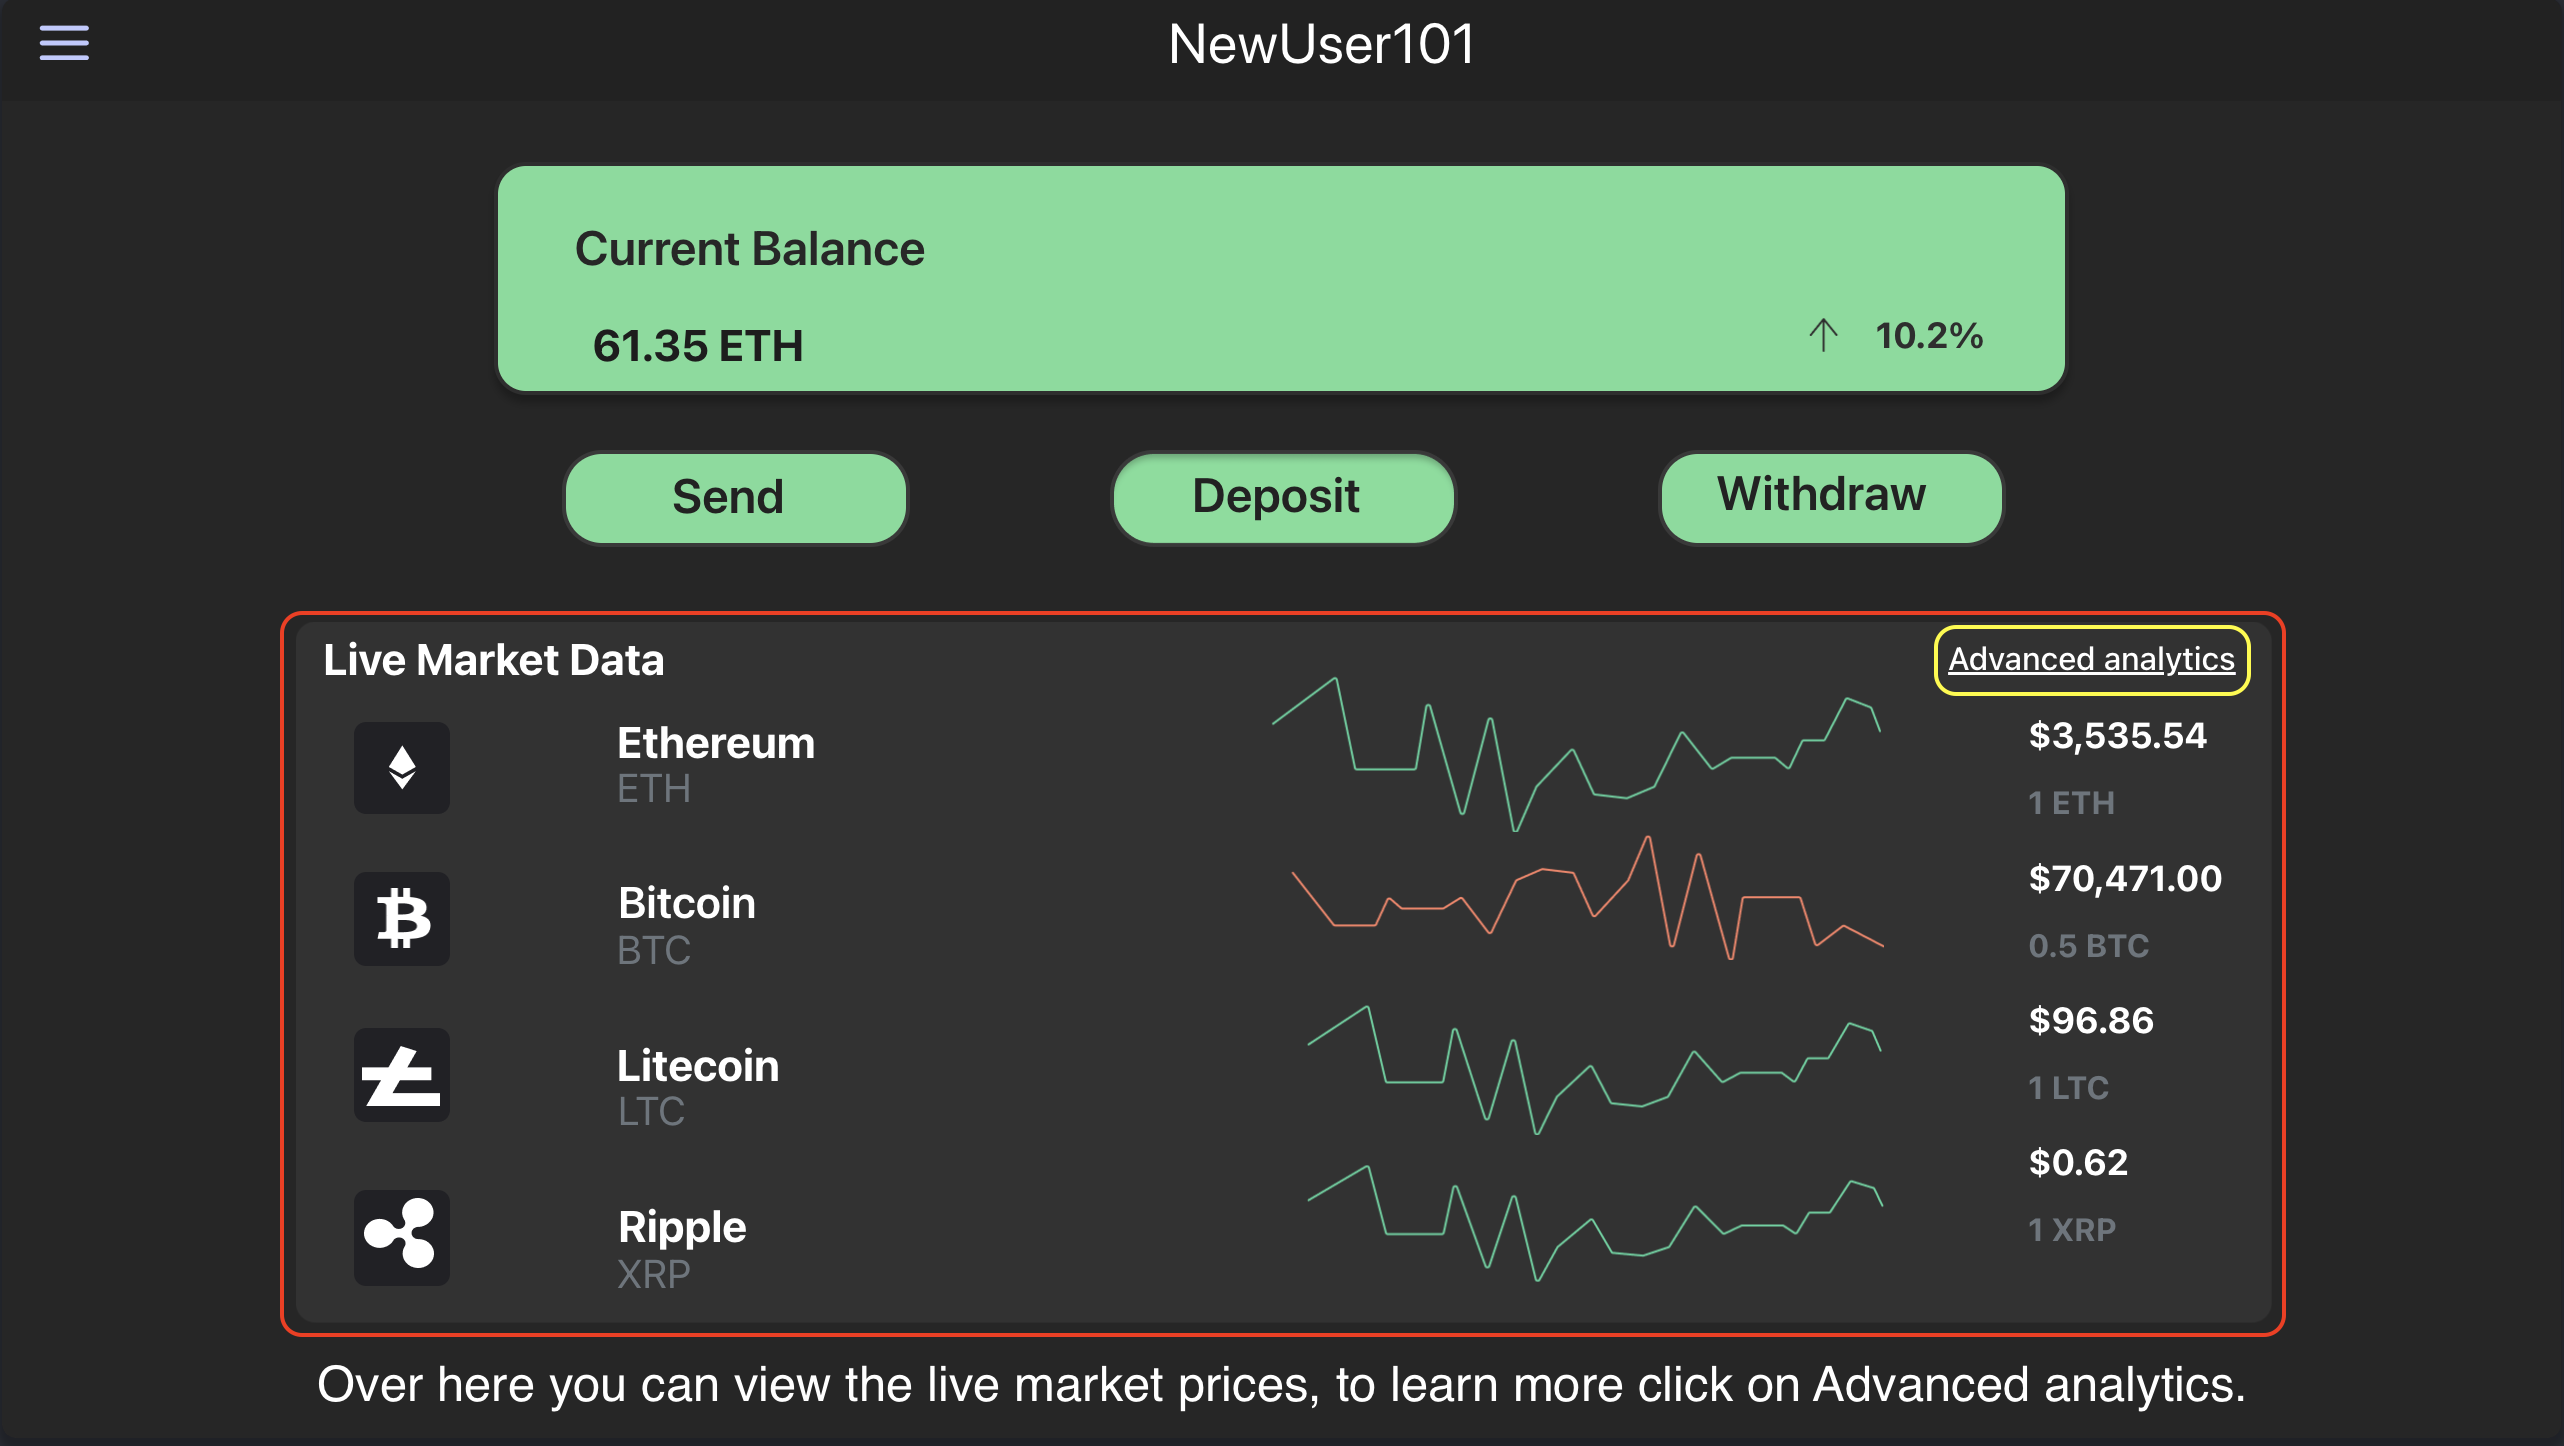 NewUser101
Current Balance
61.35 ETH
10.2%
Send
Deposit
Withdraw
Live Market Data
Advanced analytics
Ethereum
ETH
$3,535.54
1 ETH
Bitcoin
BTC
$70,471.00
0.5 BTC
Litecoin
LTC
$96.86
1 LTC
Ripple
XRP
$0.62
1 XRP
Over here you can view the live market prices, to learn more click on Advanced analytics.